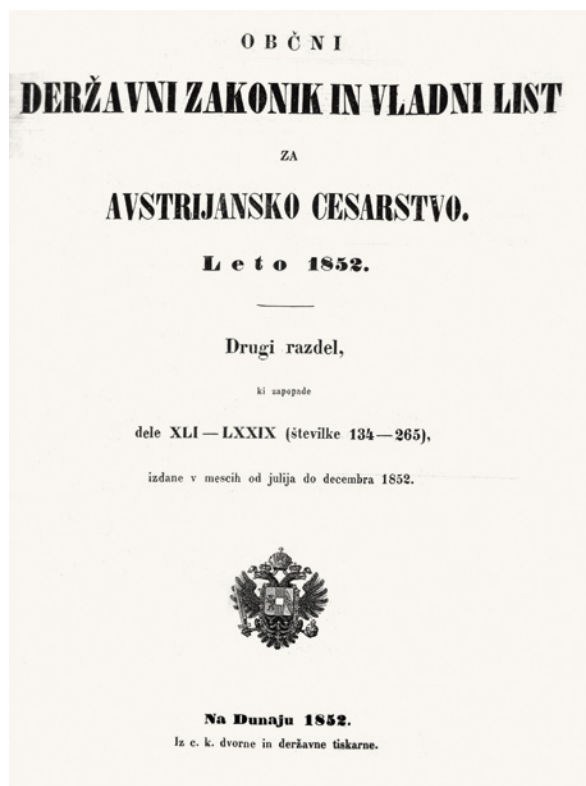 OBČNI
DERŽAVNI ZAKONIK IN VLADNI LIST
ZA
AVSTRIJANSKO CESARSTVO.
Leto 1852.
Drugi razdel,
ki zapopade
dele XLI — LXXIX (številke 134—265),
izdane v mescih od julija do decembra 1852.
Na Dunaju 1852.
Iz c. k. dvorne in deržavne tiskarne.